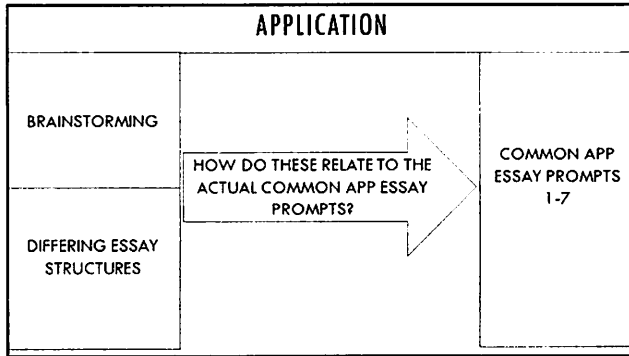 APPLICATION
BRAINSTORMING
DIFFERING ESSAY
STRUCTURES
HOW DO THESE RELATE TO THE
ACTUAL COMMON APP ESSAY
PROMPTS?
COMMON APP
ESSAY PROMPTS
1-7